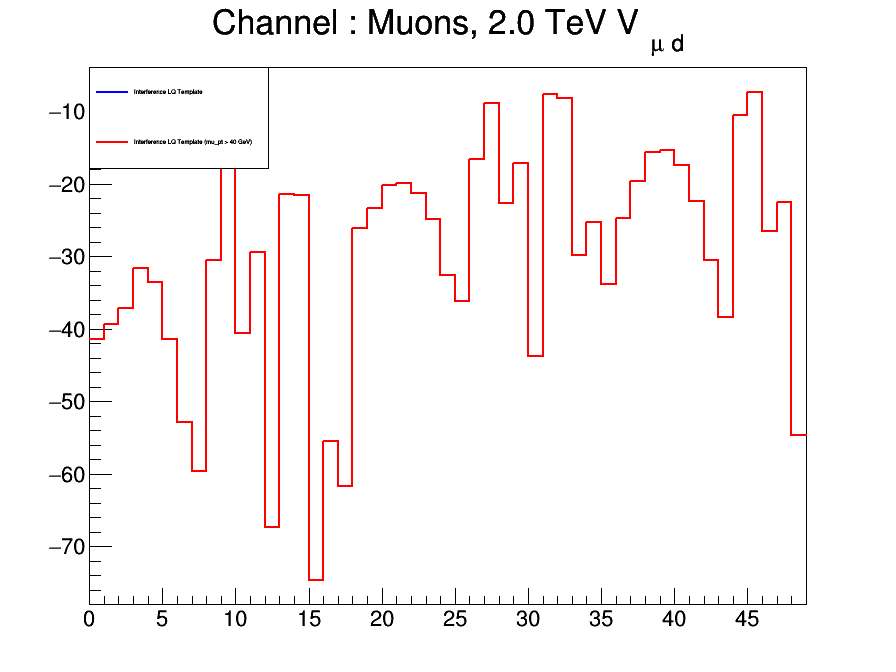 Channel : Muons, 2.0 TeV V μ d
Interference LQ Template
Interference LQ Template (mu_pt > 40 GeV)
−10
−20
−30
−40
−50
−60
−70
0 5 10 15 20 25 30 35 40 45